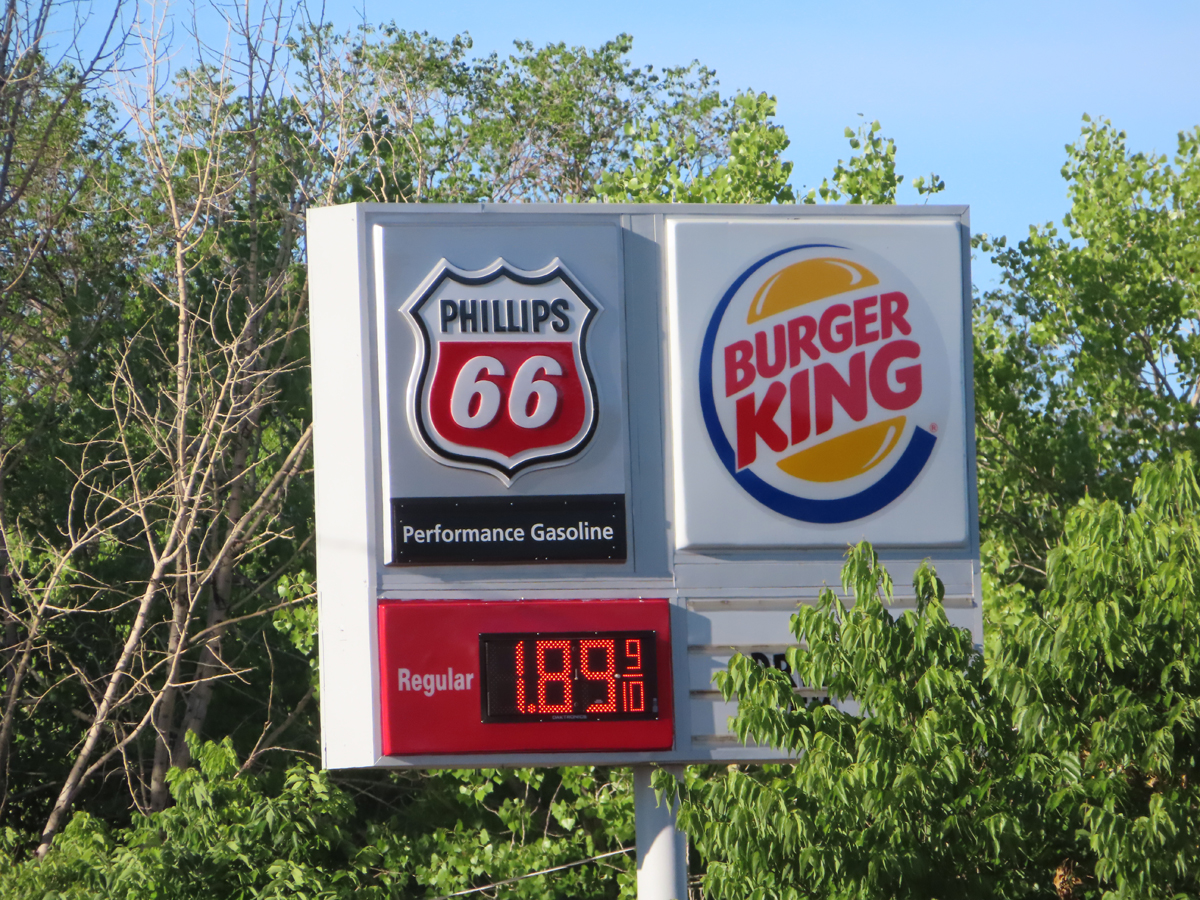 PHILLIPS
66
Performance Gasoline
Regular
1.89 9/10
BURGER
KING
®